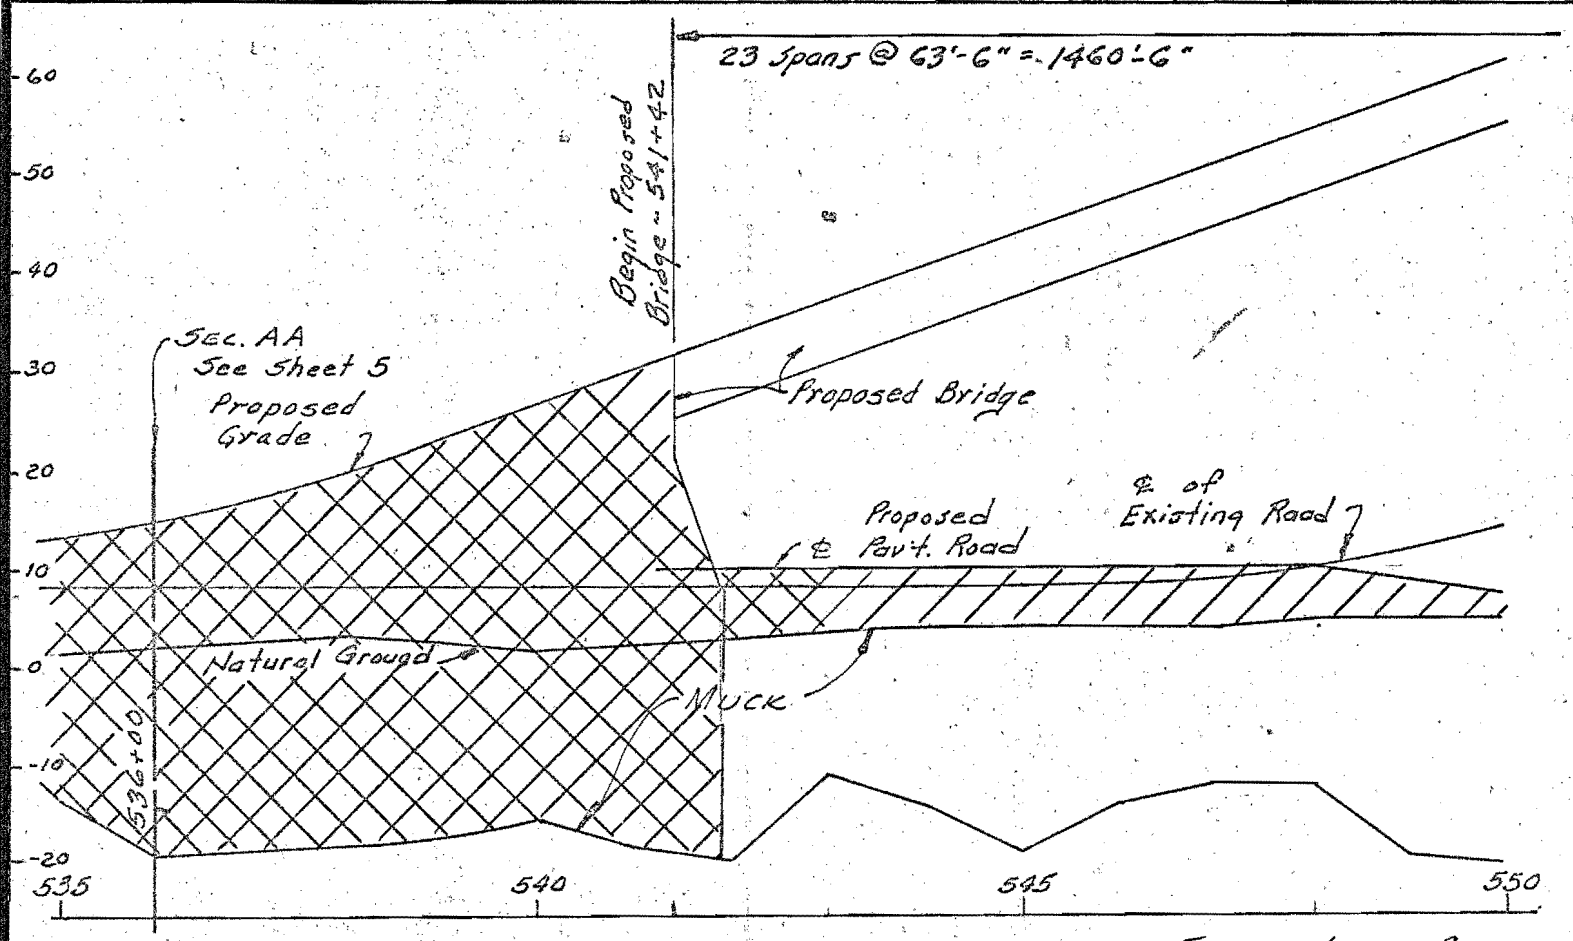 23 Spans @ 63'-6" = 1460'-6"
60
50
40
30
20
10
0
-10
-20
Begin Proposed
Bridge ~ 541+42
SEC. AA
See Sheet 5
Proposed
Grade
Proposed Bridge
Proposed
℄ Pav't. Road
℄ of
Existing Road
Natural Ground
MUCK
536+00
535
540
545
550